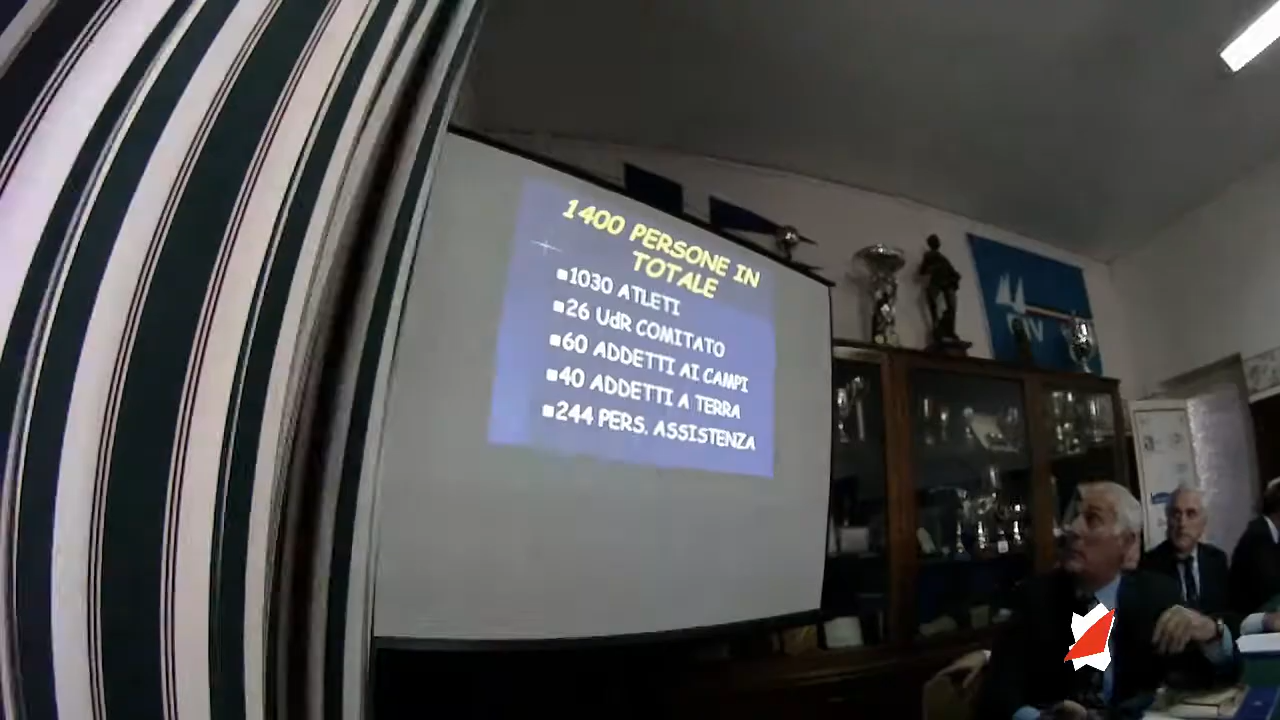 1400 PERSONE IN
TOTALE
1030 ATLETI
26 UdR COMITATO
60 ADDETTI AI CAMPI
40 ADDETTI A TERRA
244 PERS. ASSISTENZA